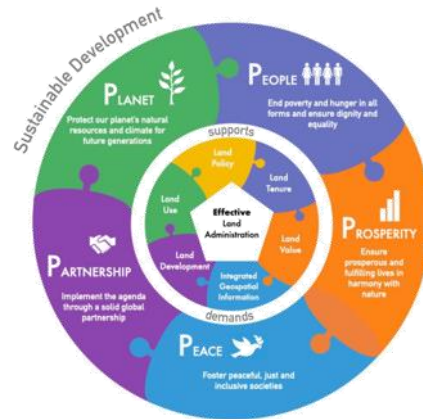 Sustainable Development
PLANET
Protect our planet's natural
resources and climate for
future generations
PEOPLE
End poverty and hunger in all
forms and ensure dignity and
equality
PROSPERITY
Ensure
prosperous and
fulfilling lives in
harmony with
nature
PEACE
Foster peaceful, just and
inclusive societies
PARTNERSHIP
Implement the agenda
through a solid global
partnership
supports
Land
Policy
Land
Tenure
Land
Value
Integrated
Geospatial
Information
Land
Development
Land
Use
Effective
Land
Administration
demands